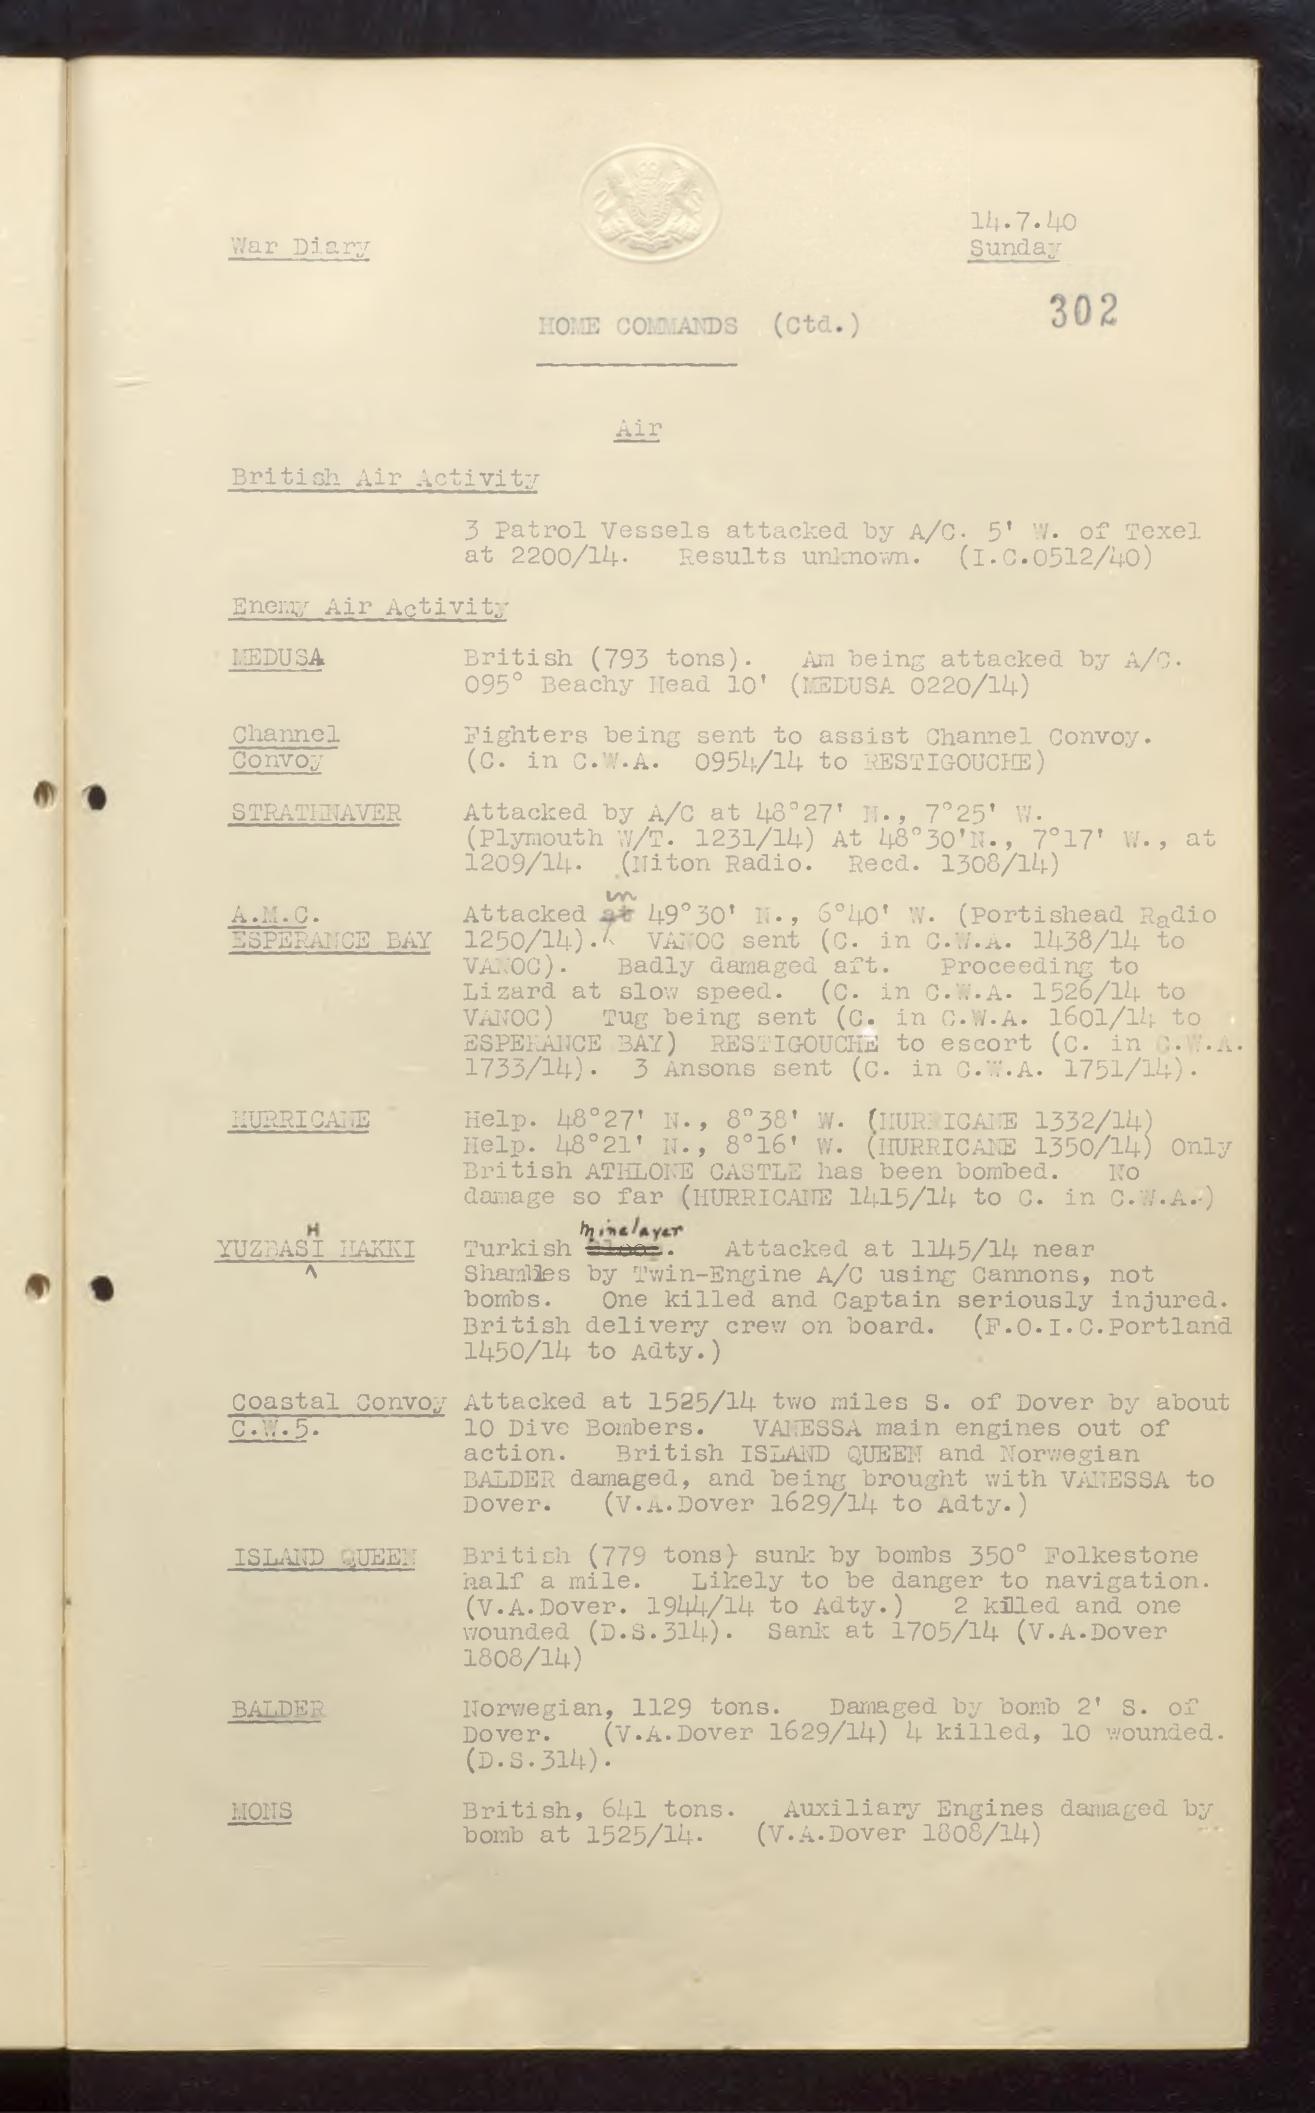 14.7.40
War Diary Sunday
302
HOME COMMANDS (Ctd.)
Air
British Air Activity
3 Patrol Vessels attacked by A/C. 5' W. of Texel
at 2200/14. Results unknown. (I.C.0512/40)
Enemy Air Activity
MEDUSA British (793 tons). Am being attacked by A/C.
095° Beachy Head 10' (MEDUSA 0220/14)
Channel Fighters being sent to assist Channel Convoy.
Convoy (C. in C.W.A. 0954/14 to RESTIGOUCHE)
STRATHNAVER Attacked by A/C at 48°27' N., 7°25' W.
(Plymouth W/T. 1231/14) At 48°30'N., 7°17' W., at
1209/14. (Niton Radio. Recd. 1308/14)
in
A.M.C. Attacked at 49°30' N., 6°40' W. (Portishead Radio
ESPERANCE BAY 1250/14). VANOC sent (C. in C.W.A. 1438/14 to
VANOC). Badly damaged aft. Proceeding to
Lizard at slow speed. (C. in C.W.A. 1526/14 to
VANOC) Tug being sent (C. in C.W.A. 1601/14 to
ESPERANCE BAY) RESTIGOUCHE to escort (C. in C.W.A.
1733/14). 3 Ansons sent (C. in C.W.A. 1751/14).
HURRICANE Help. 48°27' N., 8°38' W. (HURRICANE 1332/14)
Help. 48°21' N., 8°16' W. (HURRICANE 1350/14) Only
British ATHLONE CASTLE has been bombed. No
damage so far (HURRICANE 1415/14 to C. in C.W.A.)
H minelayer
YUZBASI HAKKI Turkish . Attacked at 1145/14 near
Shambles by Twin-Engine A/C using Cannons, not
bombs. One killed and Captain seriously injured.
British delivery crew on board. (F.O.I.C.Portland
1450/14 to Adty.)
Coastal Convoy Attacked at 1525/14 two miles S. of Dover by about
C.W.5. 10 Dive Bombers. VANESSA main engines out of
action. British ISLAND QUEEN and Norwegian
BALDER damaged, and being brought with VANESSA to
Dover. (V.A.Dover 1629/14 to Adty.)
ISLAND QUEEN British (779 tons) sunk by bombs 350° Folkestone
half a mile. Likely to be danger to navigation.
(V.A.Dover. 1944/14 to Adty.) 2 killed and one
wounded (D.S.314). Sank at 1705/14 (V.A.Dover
1808/14)
BALDER Norwegian, 1129 tons. Damaged by bomb 2' S. of
Dover. (V.A.Dover 1629/14) 4 killed, 10 wounded.
(D.S.314).
MONS British, 641 tons. Auxiliary Engines damaged by
bomb at 1525/14. (V.A.Dover 1808/14)